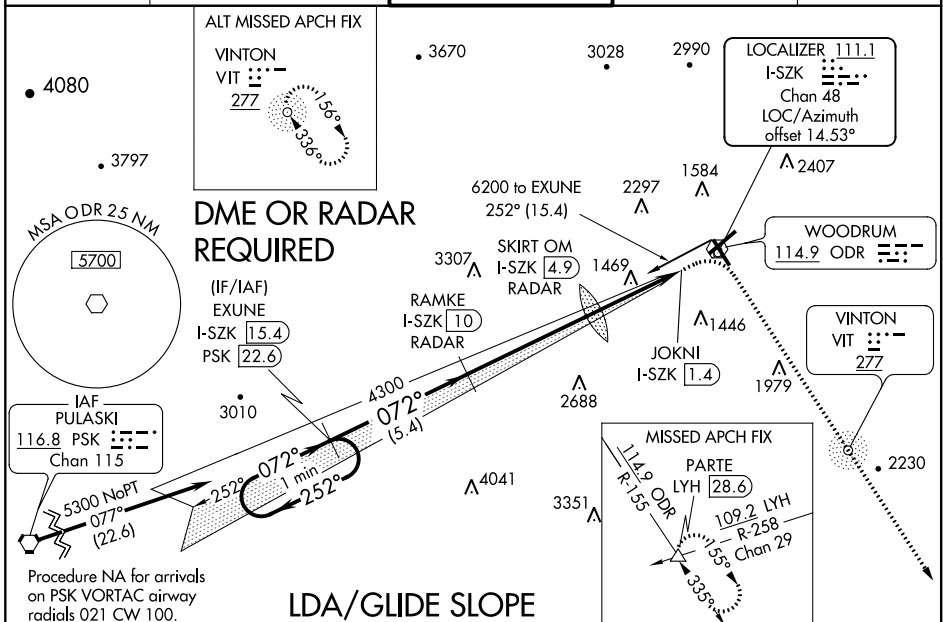 ALT MISSED APCH FIX
VINTON
VIT
277
156°
336°
4080
3797
3670
3028
2990
LOCALIZER 111.1
I-SZK
Chan 48
LOC/Azimuth
offset 14.53°
2407
1584
2297
6200 to EXUNE
252° (15.4)
MSA ODR 25 NM
5700
DME OR RADAR
REQUIRED
WOODRUM
114.9 ODR
SKIRT OM
I-SZK 4.9
RADAR
3307
1469
(IF/IAF)
EXUNE
I-SZK 15.4
PSK 22.6
RAMKE
I-SZK 10
RADAR
1446
JOKNI
I-SZK 1.4
VINTON
VIT
277
1979
2688
3010
4300
072°
(5.4)
IAF
PULASKI
116.8 PSK
Chan 115
5300 NoPT
077°
(22.6)
252°
072°
1 min
252°
4041
3351
2230
MISSED APCH FIX
PARTE
LYH 28.6
114.9 ODR
R-155
109.2 LYH
R-258
Chan 29
155°
335°
Procedure NA for arrivals
on PSK VORTAC airway
radials 021 CW 100.
LDA/GLIDE SLOPE